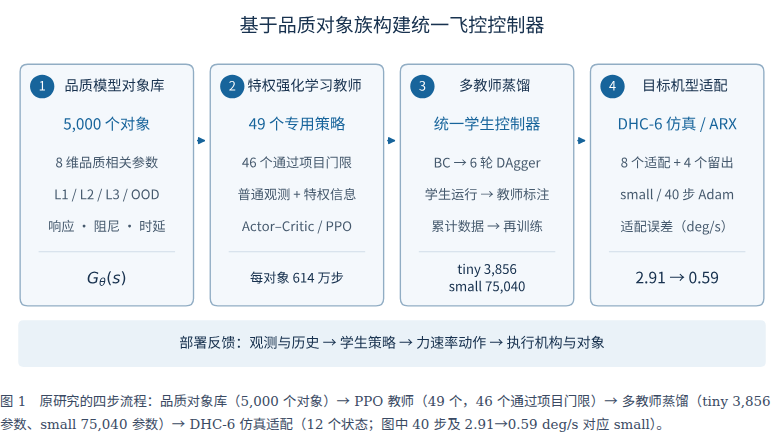 基于品质对象族构建统一飞控控制器
1 品质模型对象库
5,000 个对象
8 维品质相关参数
L1 / L2 / L3 / OOD
响应 · 阻尼 · 时延
Gθ(s)
2 特权强化学习教师
49 个专用策略
46 个通过项目门限
普通观测 + 特权信息
Actor–Critic / PPO
每对象 614 万步
3 多教师蒸馏
统一学生控制器
BC → 6 轮 DAgger
学生运行 → 教师标注
累计数据 → 再训练
tiny 3,856
small 75,040
4 目标机型适配
DHC-6 仿真 / ARX
8 个适配 + 4 个留出
small / 40 步 Adam
适配误差（deg/s）
2.91 → 0.59
部署反馈：观测与历史 → 学生策略 → 力速率动作 → 执行机构与对象
图 1　原研究的四步流程：品质对象库（5,000 个对象）→ PPO 教师（49 个，46 个通过项目门限）→ 多教师蒸馏（tiny 3,856
参数、small 75,040 参数）→ DHC-6 仿真适配（12 个状态；图中 40 步及 2.91→0.59 deg/s 对应 small）。